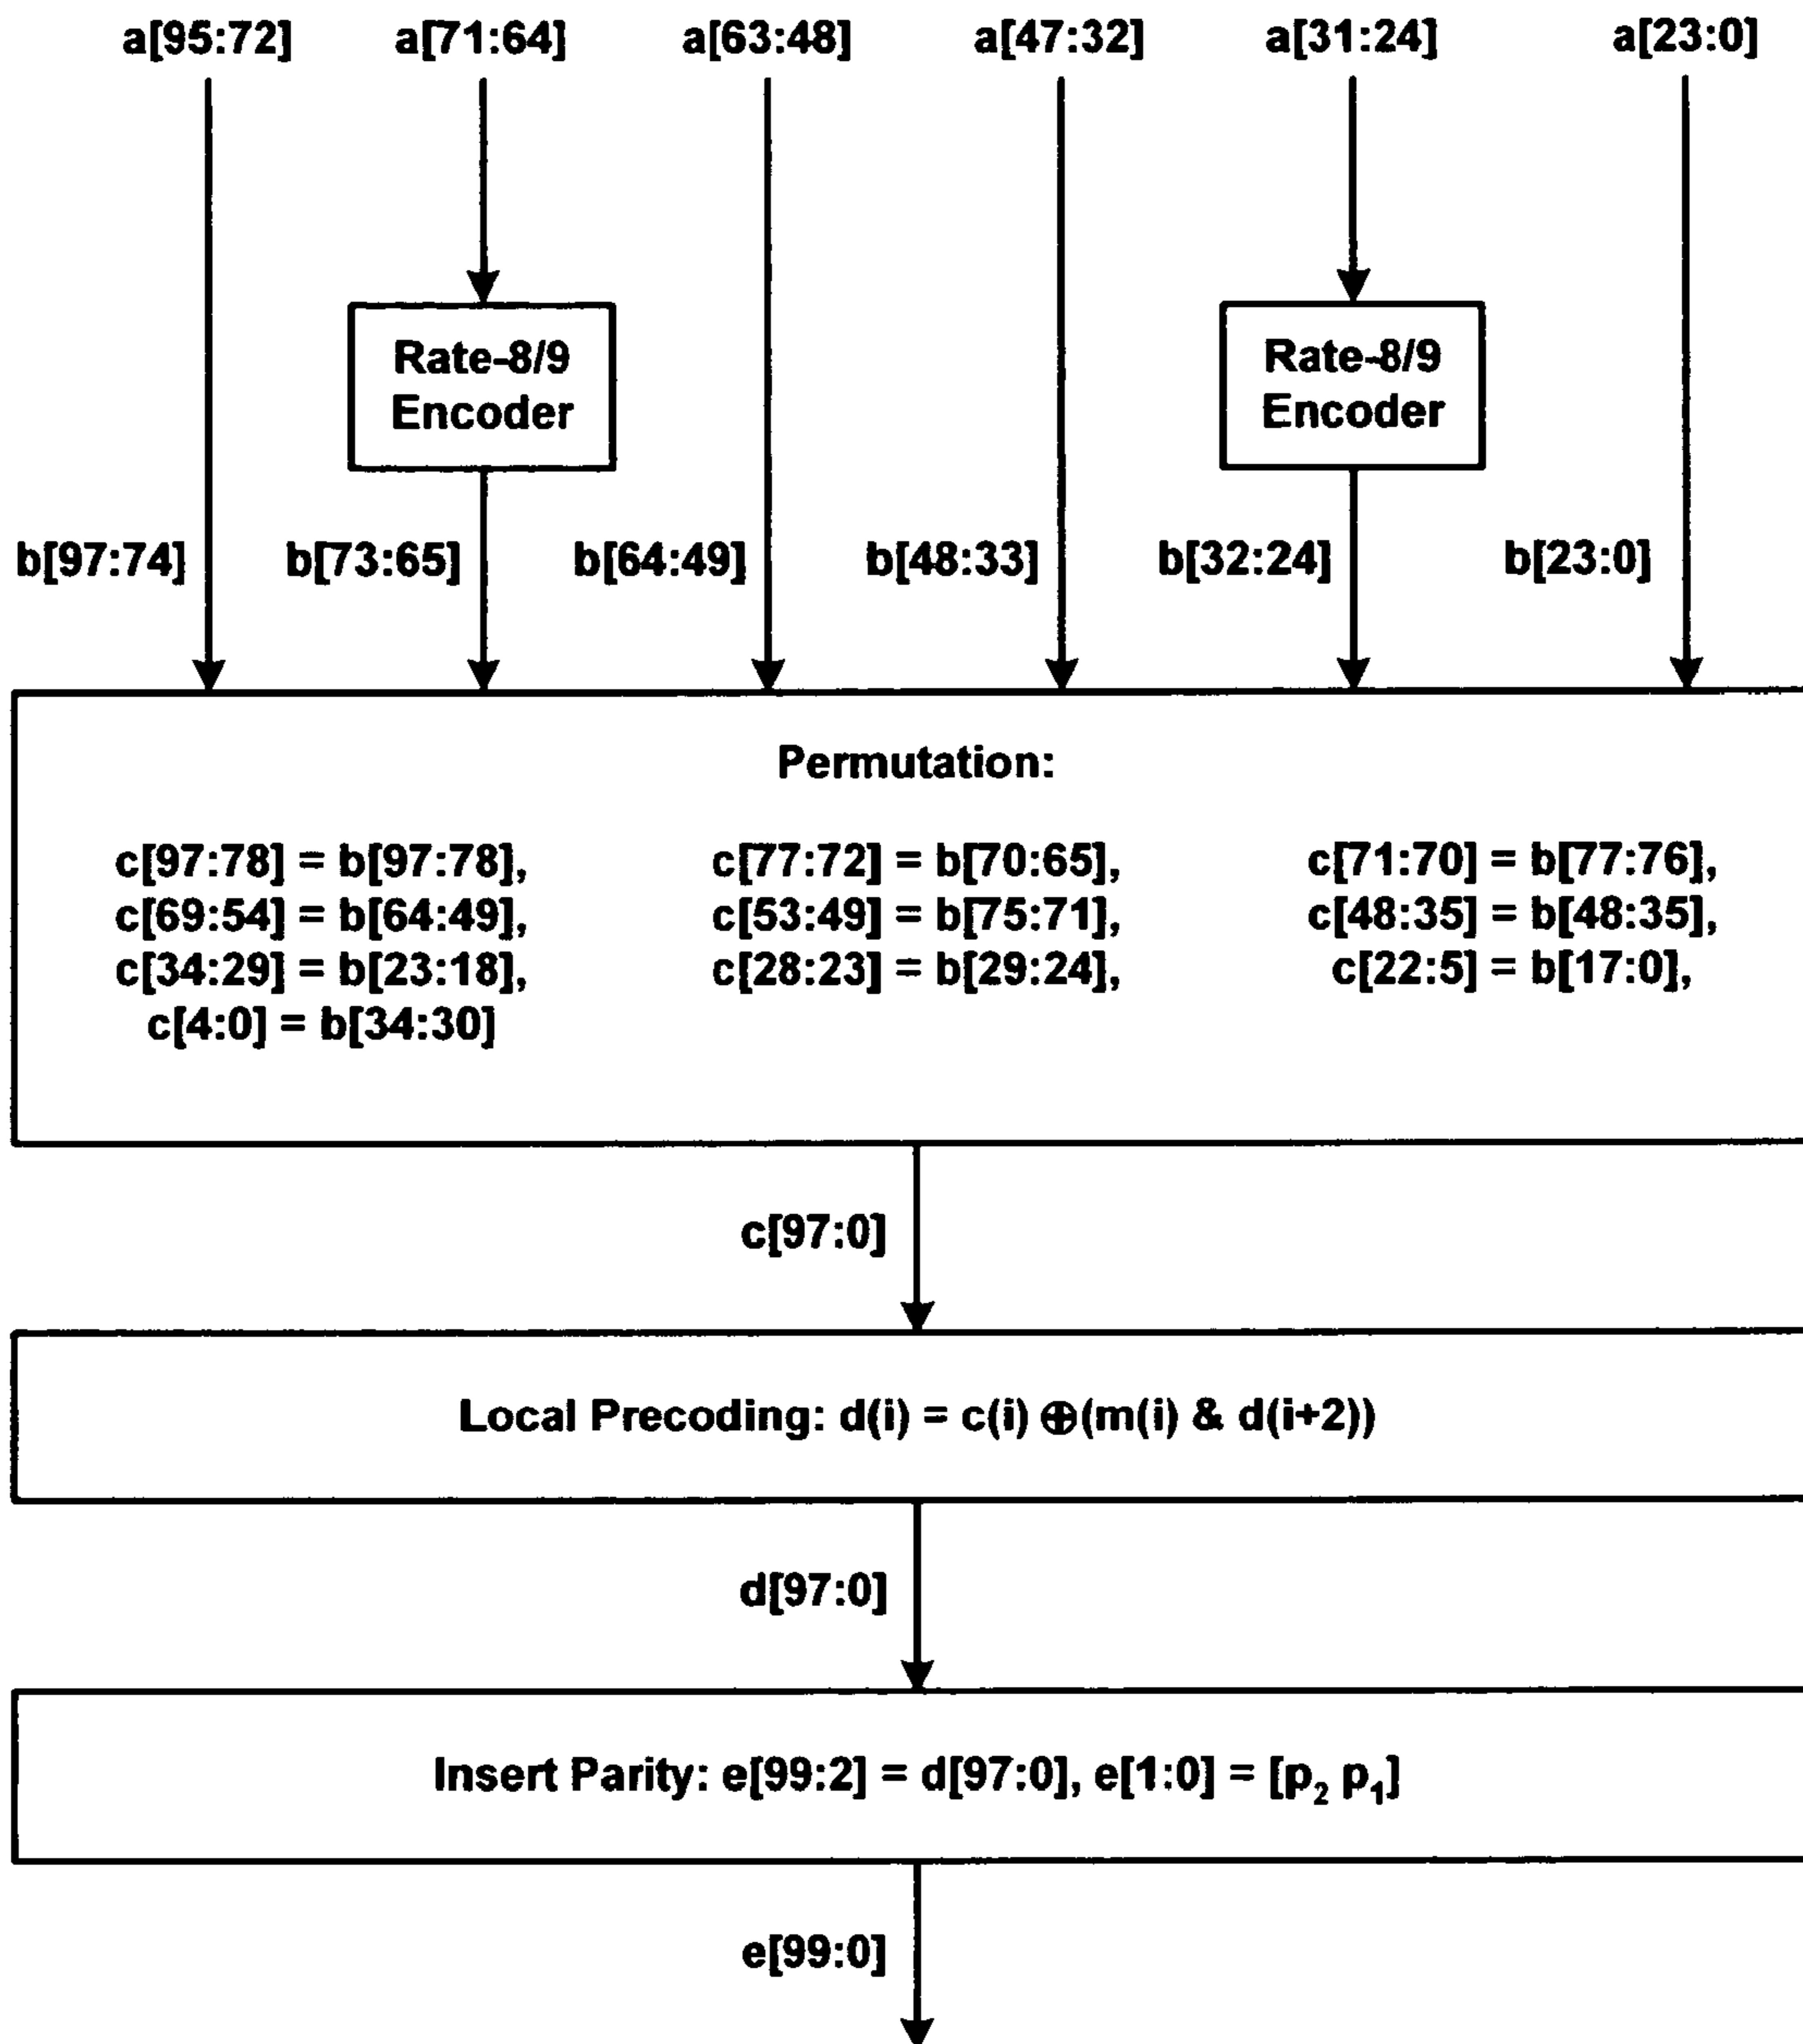 a[95:72] a[71:64] a[63:48] a[47:32] a[31:24] a[23:0]
Rate-8/9 Rate-8/9
Encoder Encoder
b[97:74] b[73:65] b[64:49] b[48:33] b[32:24] b[23:0]
Permutation:
c[97:78] = b[97:78], c[77:72] = b[70:65], c[71:70] = b[77:76],
c[69:54] = b[64:49], c[53:49] = b[75:71], c[48:35] = b[48:35],
c[34:29] = b[23:18], c[28:23] = b[29:24], c[22:5] = b[17:0],
c[4:0] = b[34:30]
c[97:0]
Local Precoding: d(i) = c(i) ⊕(m(i) & d(i+2))
d[97:0]
Insert Parity: e[99:2] = d[97:0], e[1:0] = [p₂ p₁]
e[99:0]